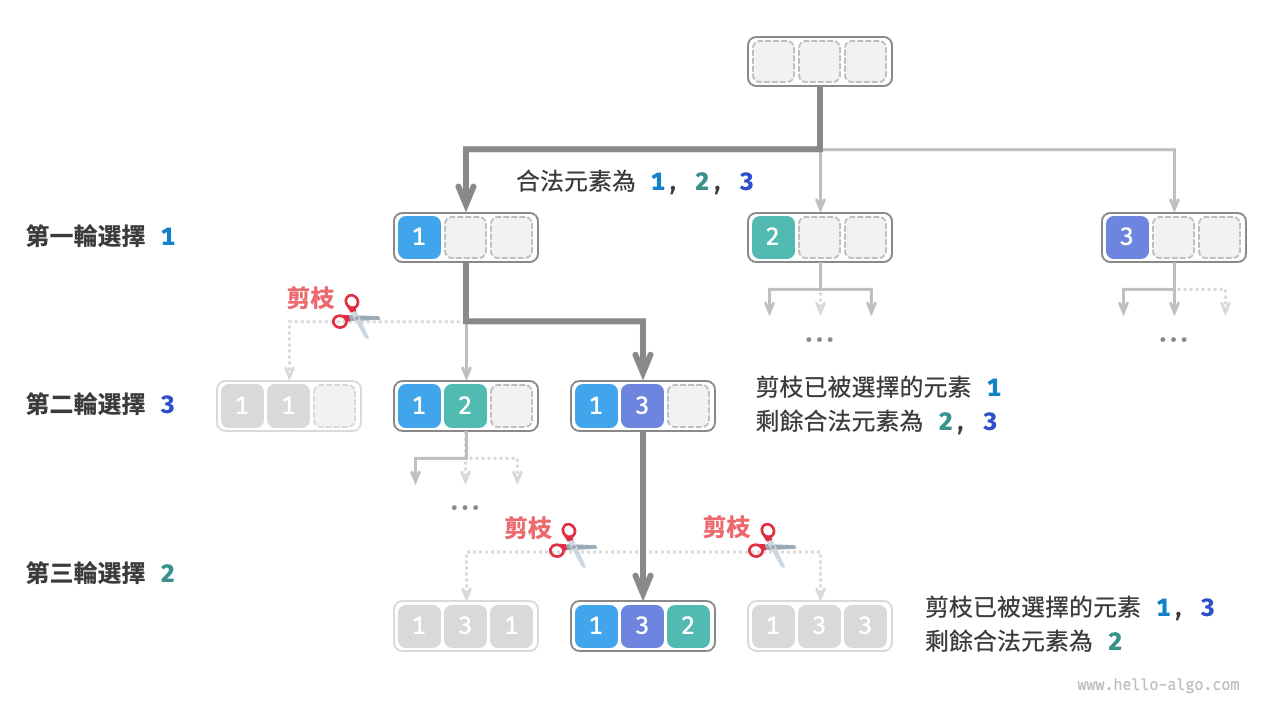 合法元素為 1, 2, 3
第一輪選擇 1
1
2
3
剪枝
...
...
第二輪選擇 3
1 1
1 2
1 3
剪枝已被選擇的元素 1
剩餘合法元素為 2, 3
...
剪枝
剪枝
第三輪選擇 2
1 3 1
1 3 2
1 3 3
剪枝已被選擇的元素 1, 3
剩餘合法元素為 2
www.hello-algo.com